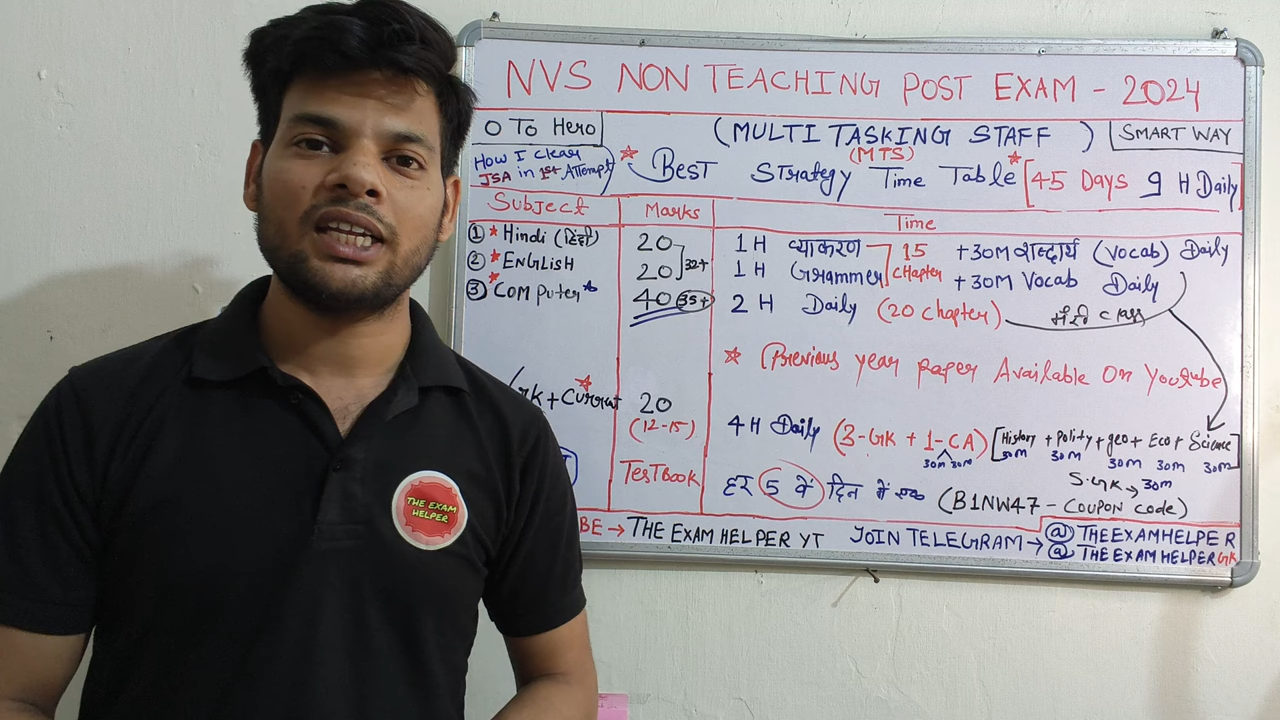 NVS NON TEACHING POST EXAM - 2024
0 To Hero (MULTI TASKING STAFF) SMART WAY
(MTS)
How I clear
JSA in 1st Attempt
* BEST Strategy Time Table * [45 Days 9 H Daily]
Subject Marks Time
① * Hindi (हिंदी) 20 1 H व्याकरण 15 +30M शब्दार्थ (Vocab) Daily
② * ENGLISH 20 32+ 1 H Grammer Chapter + 30M Vocab Daily
③ * COMPuter * 40 35+ 2 H Daily (20 chapter) class
* Previous year paper Available On Youtube
GK + Current * 20 4 H Daily (3-GK + 1-CA) [History + Polity + geo + Eco + Science]
(12-15) 30m 30m 30m 30m 30m 30m 30m
S.GK → 30m
TestBook हर 5 वें दिन में एक (B1NW47 - COUPON code)
BE → THE EXAM HELPER YT JOIN TELEGRAM → @ THEEXAMHELPER
@ THEEXAMHELPERGK
THE EXAM
HELPER